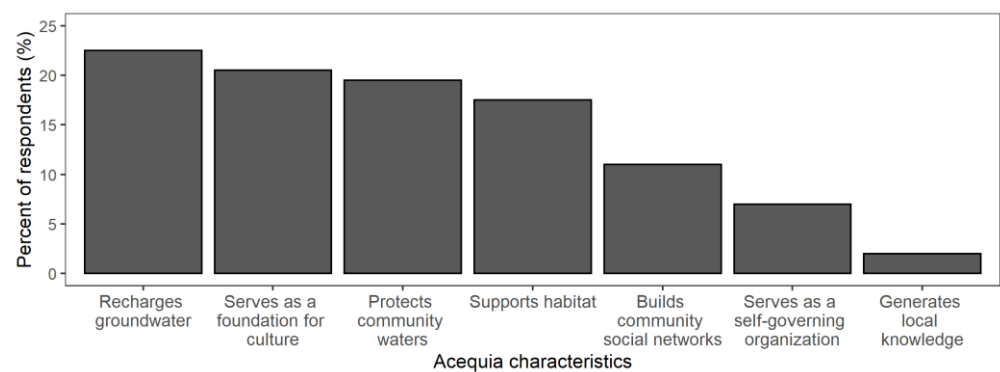 Percent of respondents (%)
25
20
15
10
5
0
Recharges
groundwater
Serves as a
foundation for
culture
Protects
community
waters
Supports habitat
Builds
community
social networks
Serves as a
self-governing
organization
Generates
local
knowledge
Acequia characteristics